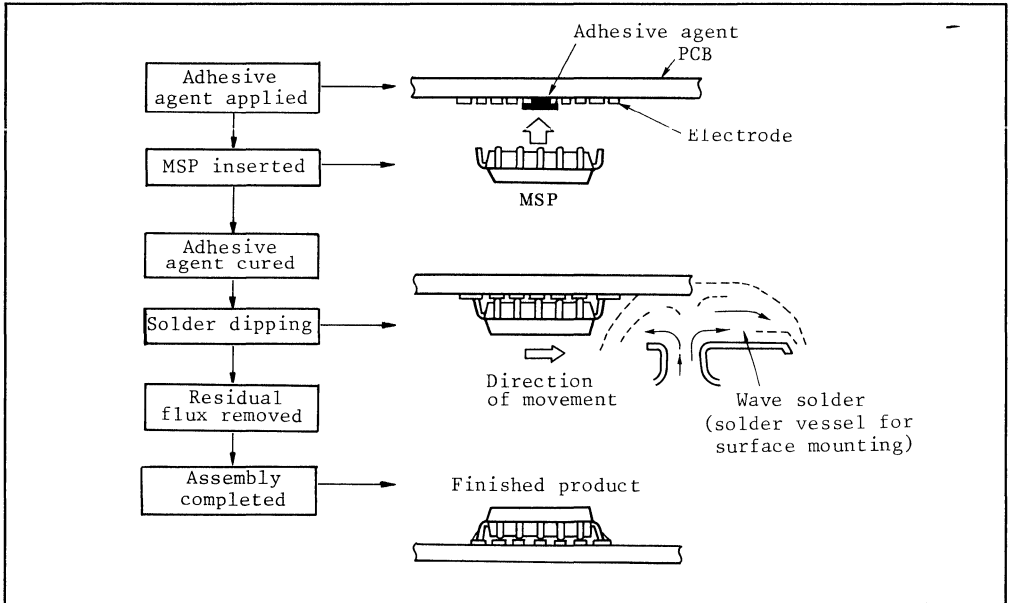 Adhesive agent
PCB
Adhesive
agent applied
Electrode
MSP inserted
MSP
Adhesive
agent cured
Solder dipping
Direction
of movement
Wave solder
(solder vessel for
surface mounting)
Residual
flux removed
Assembly
completed
Finished product